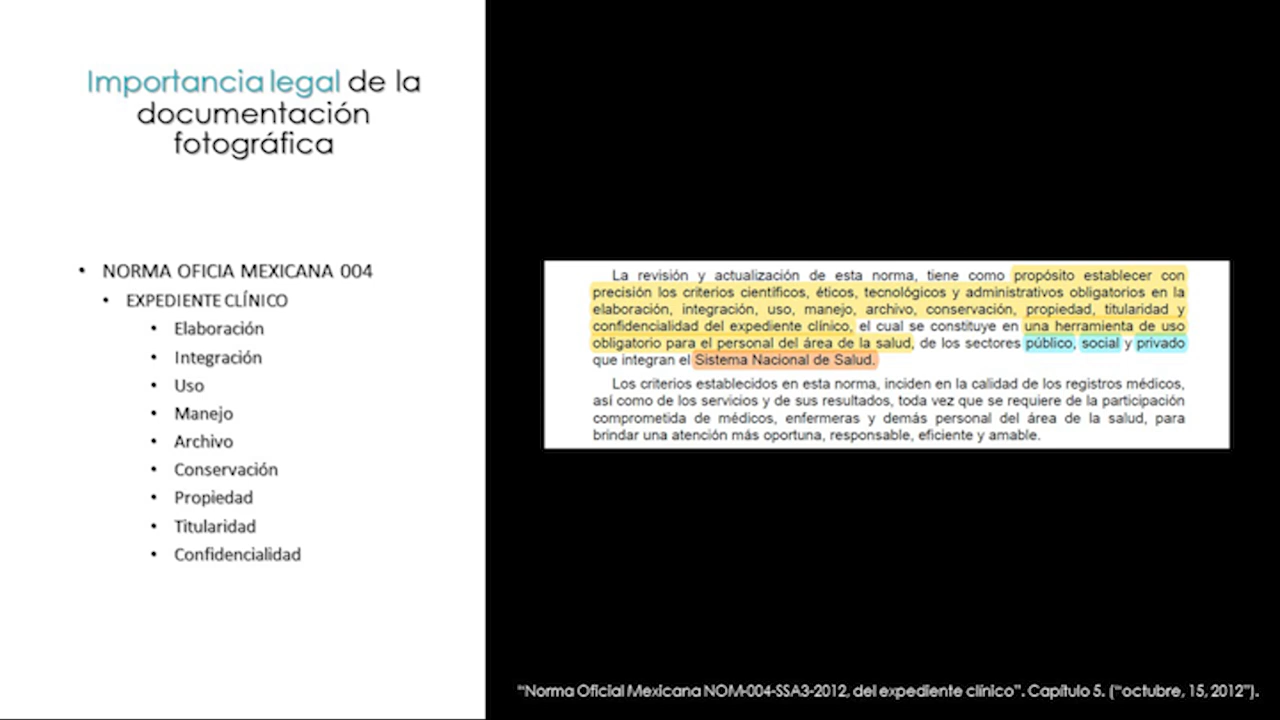 Importancia legal de la
documentación
fotográfica
• NORMA OFICIA MEXICANA 004
• EXPEDIENTE CLÍNICO
• Elaboración
• Integración
• Uso
• Manejo
• Archivo
• Conservación
• Propiedad
• Titularidad
• Confidencialidad
La revisión y actualización de esta norma, tiene como propósito establecer con
precisión los criterios científicos, éticos, tecnológicos y administrativos obligatorios en la
elaboración, integración, uso, manejo, archivo, conservación, propiedad, titularidad y
confidencialidad del expediente clínico, el cual se constituye en una herramienta de uso
obligatorio para el personal del área de la salud, de los sectores público, social y privado
que integran el Sistema Nacional de Salud.
Los criterios establecidos en esta norma, inciden en la calidad de los registros médicos,
así como de los servicios y de sus resultados, toda vez que se requiere de la participación
comprometida de médicos, enfermeras y demás personal del área de la salud, para
brindar una atención más oportuna, responsable, eficiente y amable.
"Norma Oficial Mexicana NOM-004-SSA3-2012, del expediente clínico". Capítulo 5. ("octubre, 15, 2012").